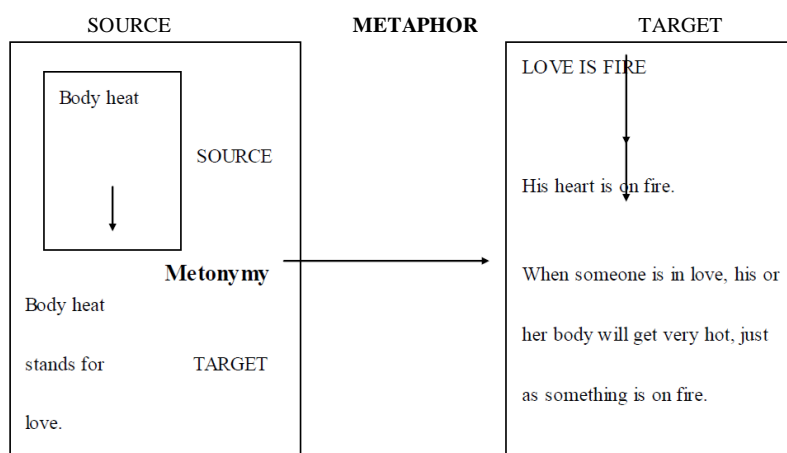 SOURCE METAPHOR TARGET
Body heat
SOURCE
Metonymy
Body heat
stands for TARGET
love.
LOVE IS FIRE
His heart is on fire.
When someone is in love, his or
her body will get very hot, just
as something is on fire.